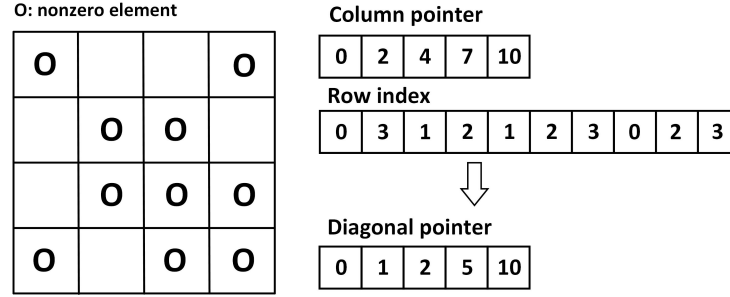 O: nonzero element
O O
O O
O O O
O O O
Column pointer
0 2 4 7 10
Row index
0 3 1 2 1 2 3 0 2 3
Diagonal pointer
0 1 2 5 10